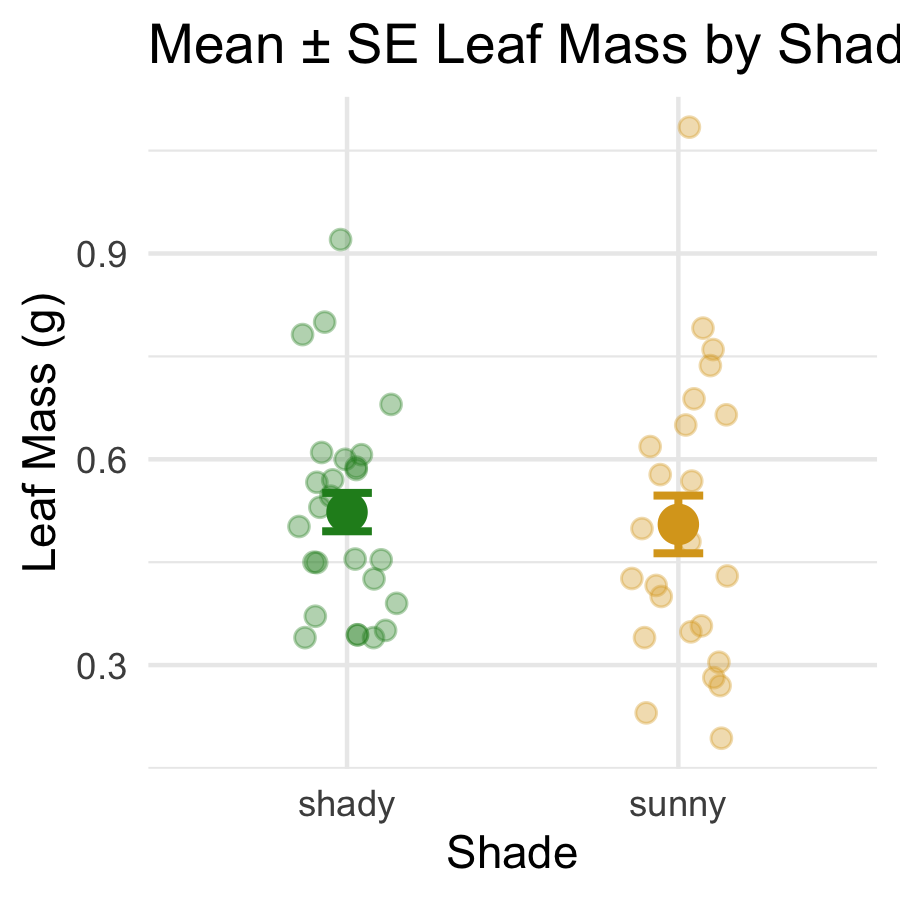 Mean ± SE Leaf Mass by Shad
0.9
0.6
0.3
Leaf Mass (g)
shady
sunny
Shade